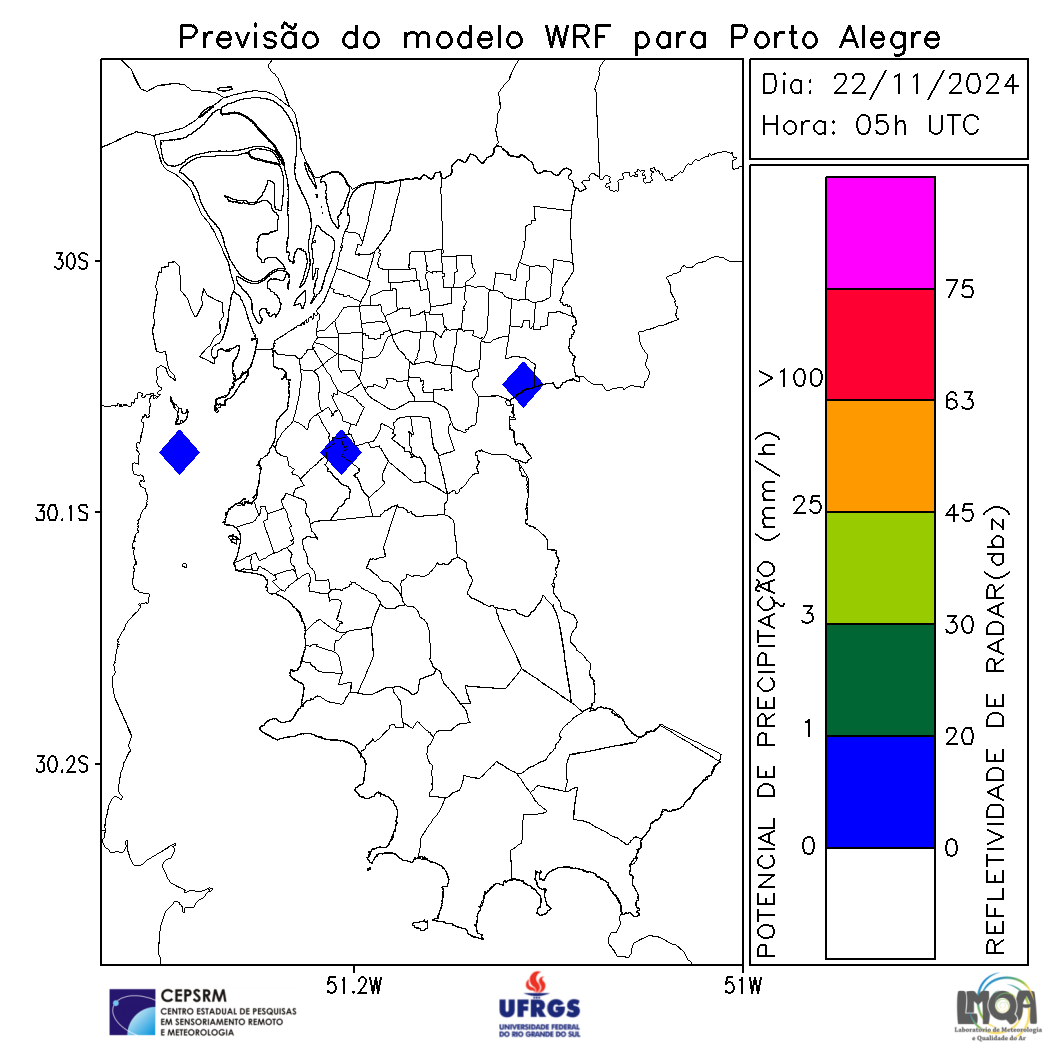 Previsão do modelo WRF para Porto Alegre
Dia: 22/11/2024
Hora: 05h UTC
30S
30.1S
30.2S
51.2W
51W
POTENCIAL DE PRECIPITAÇÃO (mm/h)
>100
25
3
1
0
75
63
45
30
20
0
REFLETIVIDADE DE RADAR(dbz)
CEPSRM
CENTRO ESTADUAL DE PESQUISAS
EM SENSORIAMENTO REMOTO
E METEOROLOGIA
UFRGS
UNIVERSIDADE FEDERAL
DO RIO GRANDE DO SUL
LMQA
Laboratório de Meteorologia
e Qualidade do Ar